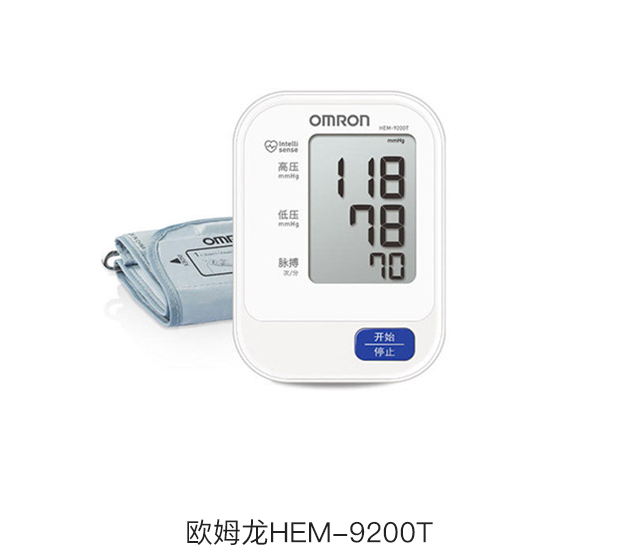 OMRON
HEM-9200T
Intelli
sense
mmHg
高压
mmHg
118
低压
mmHg
78
脉搏
次/分
70
开始
停止
欧姆龙HEM-9200T